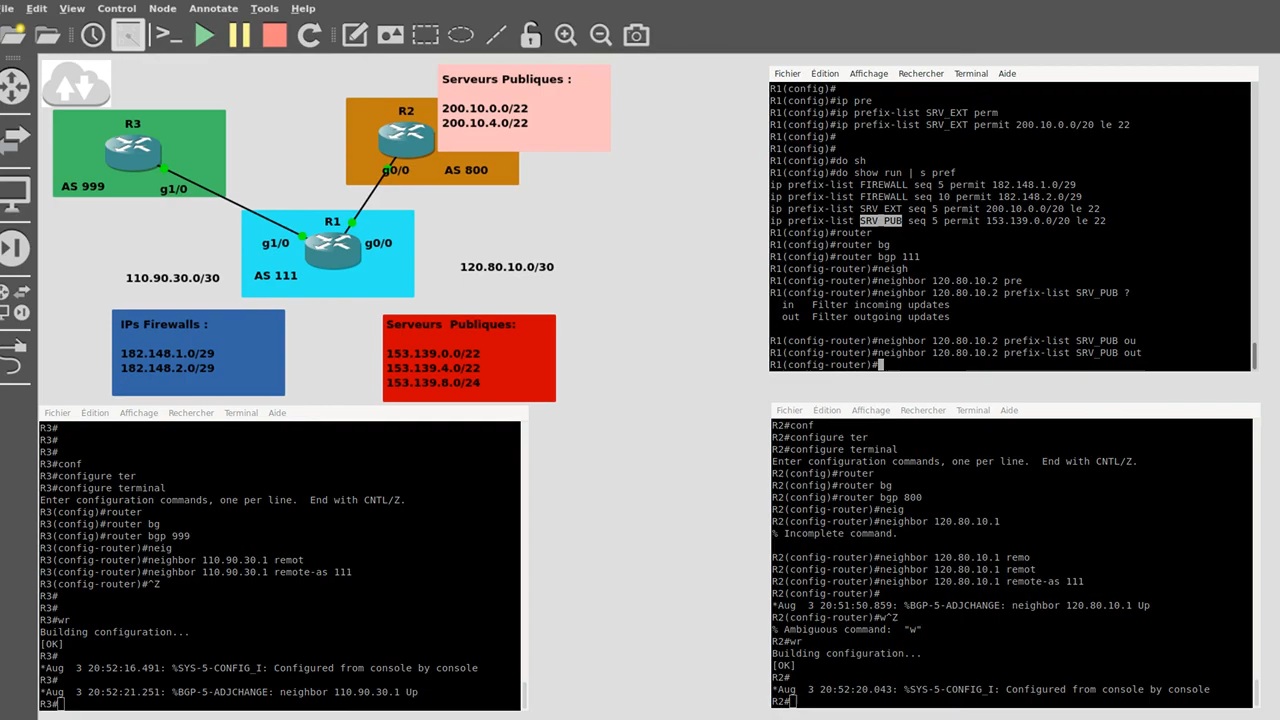 File Edit View Node Annotate Tools Help
Serveurs Publiques :
200.10.0.0/22
200.10.4.0/22
R3
AS 999
g1/0
R2
g0/0
AS 800
R1
g1/0
g0/0
AS 111
110.90.30.0/30
120.80.10.0/30
IPs Firewalls :
182.148.1.0/29
182.148.2.0/29
Serveurs Publiques:
153.139.0.0/22
153.139.4.0/22
153.139.8.0/24
Fichier Édition Affichage Rechercher Terminal Aide
R1(config)#
R1(config)#ip pre
R1(config)#ip prefix-list SRV_EXT perm
R1(config)#ip prefix-list SRV_EXT permit 200.10.0.0/20 le 22
R1(config)#
R1(config)#
R1(config)#do sh
R1(config)#do show run | s pref
ip prefix-list FIREWALL seq 5 permit 182.148.1.0/29
ip prefix-list FIREWALL seq 10 permit 182.148.2.0/29
ip prefix-list SRV_EXT seq 5 permit 200.10.0.0/20 le 22
ip prefix-list SRV_PUB seq 5 permit 153.139.0.0/20 le 22
R1(config)#router
R1(config)#router bg
R1(config)#router bgp 111
R1(config-router)#neigh
R1(config-router)#neighbor 120.80.10.2 pre
R1(config-router)#neighbor 120.80.10.2 prefix-list SRV_PUB ?
in Filter incoming updates
out Filter outgoing updates
R1(config-router)#neighbor 120.80.10.2 prefix-list SRV_PUB ou
R1(config-router)#neighbor 120.80.10.2 prefix-list SRV_PUB out
R1(config-router)#
Fichier Édition Affichage Rechercher Terminal Aide
R3#
R3#
R3#
R3#conf
R3#configure ter
R3#configure terminal
Enter configuration commands, one per line. End with CNTL/Z.
R3(config)#router
R3(config)#router bg
R3(config)#router bgp 999
R3(config-router)#neig
R3(config-router)#neighbor 110.90.30.1 remot
R3(config-router)#neighbor 110.90.30.1 remote-as 111
R3(config-router)#^Z
R3#
R3#
R3#wr
Building configuration...
[OK]
R3#
*Aug 3 20:52:16.491: %SYS-5-CONFIG_I: Configured from console by console
R3#
*Aug 3 20:52:21.251: %BGP-5-ADJCHANGE: neighbor 110.90.30.1 Up
R3#
Fichier Édition Affichage Rechercher Terminal Aide
R2#conf
R2#configure ter
R2#configure terminal
Enter configuration commands, one per line. End with CNTL/Z.
R2(config)#router
R2(config)#router bg
R2(config)#router bgp 800
R2(config-router)#neig
R2(config-router)#neighbor 120.80.10.1
% Incomplete command.
R2(config-router)#neighbor 120.80.10.1 remo
R2(config-router)#neighbor 120.80.10.1 remot
R2(config-router)#neighbor 120.80.10.1 remote-as 111
R2(config-router)#
*Aug 3 20:51:50.859: %BGP-5-ADJCHANGE: neighbor 120.80.10.1 Up
R2(config-router)#w^Z
% Ambiguous command: "w"
R2#wr
Building configuration...
[OK]
R2#
*Aug 3 20:52:20.043: %SYS-5-CONFIG_I: Configured from console by console
R2#